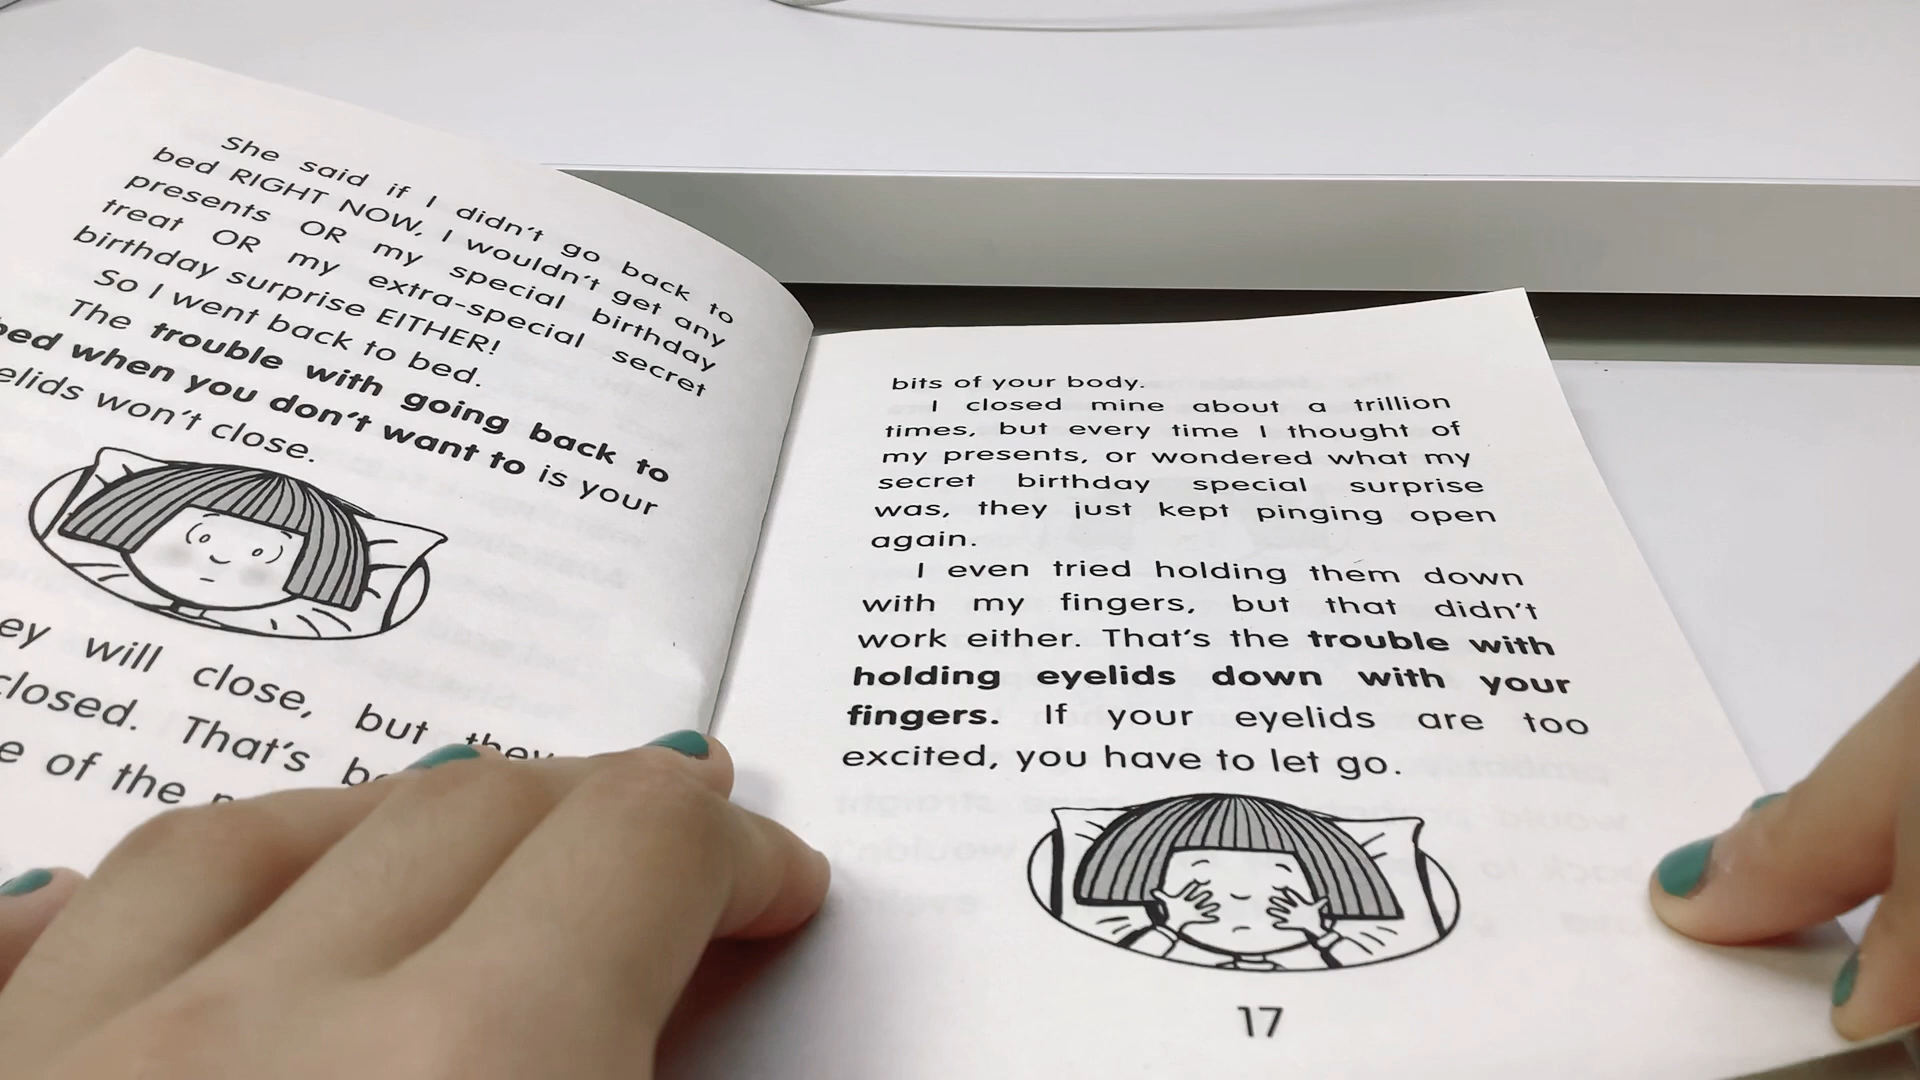 She said if I didn't go back to
bed RIGHT NOW, I wouldn't get any
presents OR my special birthday
treat OR my extra-special secret
birthday surprise EITHER!
So I went back to bed.
The trouble with going back to
bed when you don't want to is your
elids won't close.
ey will close, but they
closed. That's
e of the
bits of your body.
I closed mine about a trillion
times, but every time I thought of
my presents, or wondered what my
secret birthday special surprise
was, they just kept pinging open
again.
I even tried holding them down
with my fingers, but that didn't
work either. That's the trouble with
holding eyelids down with your
fingers. If your eyelids are too
excited, you have to let go.
17